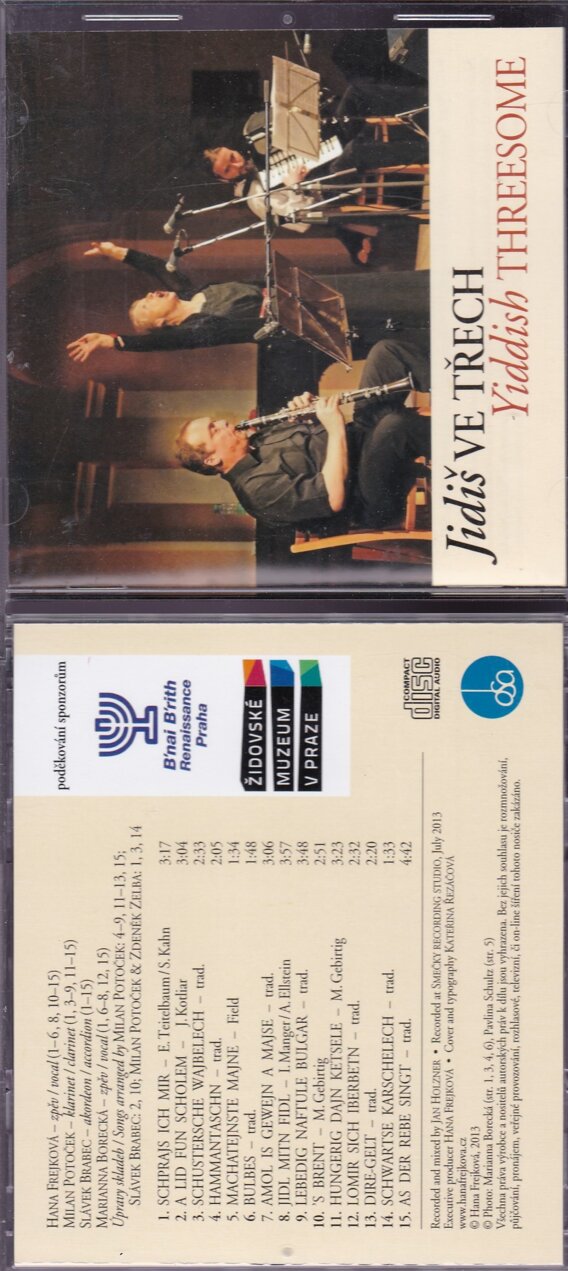 Jidiš VE TŘECH
Yiddish THREESOME
HANA FREJKOVÁ – zpěv / vocal (1–6, 8, 10–15)
MILAN POTOČEK – klarinet / clarinet (1, 3–9, 11–15)
SLÁVEK BRABEC – akordeon / accordion (1–15)
MARIANNA BORECKÁ – zpěv / vocal (1, 6–8, 12, 15)
Úpravy skladeb / Songs arranged by MILAN POTOČEK: 4–9, 11–13, 15;
SLÁVEK BRABEC: 2, 10; MILAN POTOČEK & ZDENĚK ZELBA: 1, 3, 14
1. SCHPRAJS ICH MIR – E. Teitelbaum / S. Kahn 3:17
2. A LID FUN SCHOLEM – J. Kotliar 3:04
3. SCHUSTERSCHE WAJBELECH – trad. 2:33
4. HAMMANTASCHN – trad. 2:05
5. MACHATEJNSTE MAJNE – Field 1:34
6. BULBES – trad. 1:48
7. AMOL IS GEWEJN A MAJSE – trad. 3:06
8. JIDL MITN FIDL – I. Manger / A. Ellstein 3:57
9. LEBEDIG NAFTULE BULGAR – trad. 3:48
10. 'S BRENT – M. Gebirtig 2:51
11. HUNGERIG DAJN KETSELE – M. Gebirtig 3:23
12. LOMIR SICH IBERBETN – trad. 2:32
13. DIRE-GELT – trad. 2:20
14. SCHWARTSE KARSCHELECH – trad. 1:33
15. AS DER REBE SINGT – trad. 4:42
Recorded and mixed by JAN HOLZNER • Recorded at SMEČKY RECORDING STUDIO, July 2013
Executive producer HANA FREJKOVÁ • Cover and typography KATEŘINA ŘEZÁČOVÁ
www.hanafrejkova.cz
© Hana Frejková, 2013
© Photo: Marianna Borecká (str. 1, 3, 4, 6), Pavlína Schultz (str. 5)
Všechna práva výrobce a nositelů autorských práv k dílu jsou vyhrazena. Bez jejich souhlasu je rozmnožování,
půjčování, pronájem, veřejné provozování, rozhlasové, televizní, či on-line šíření tohoto nosiče zakázáno.
poděkování sponzorům
B'nai B'rith
Renaissance
Praha
ŽIDOVSKÉ
MUZEUM
V PRAZE
COMPACT
disc
DIGITAL AUDIO
osa